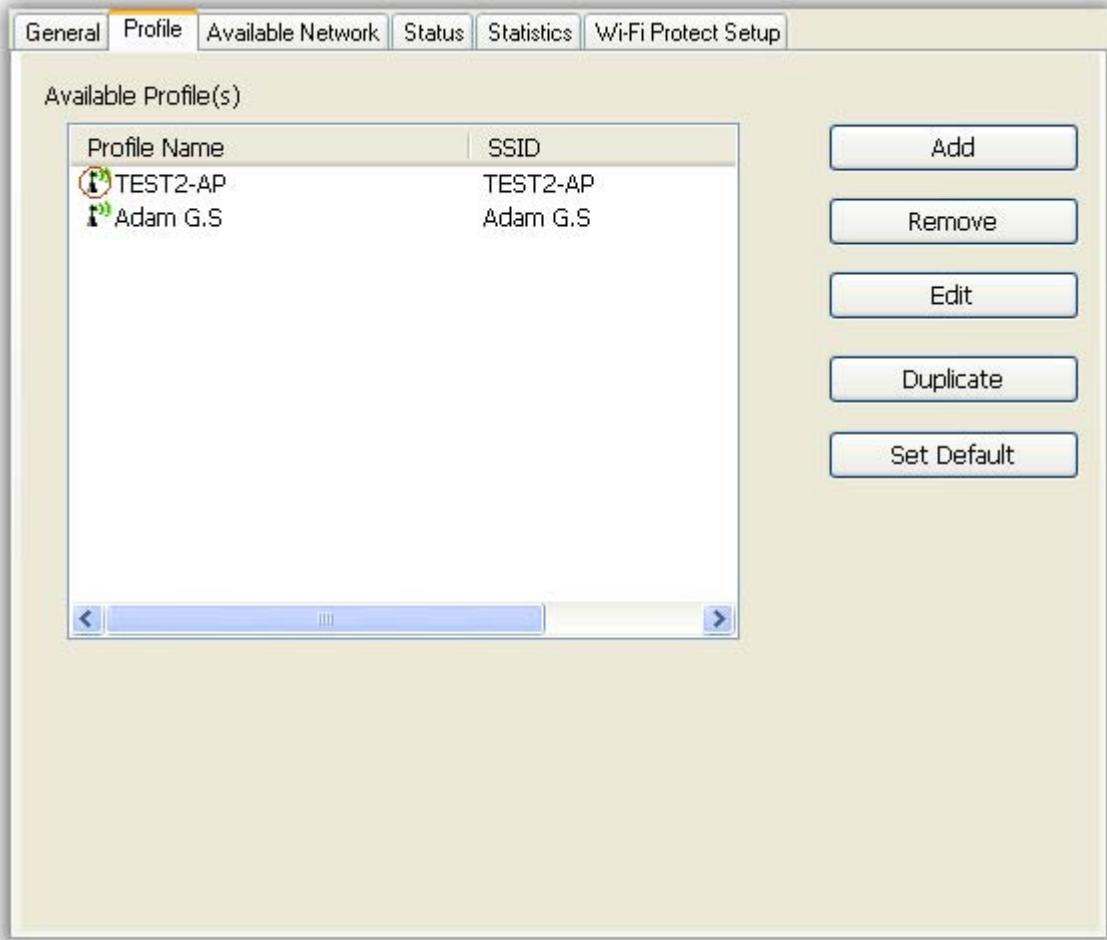 General Profile Available Network Status Statistics Wi-Fi Protect Setup
Available Profile(s)
Profile Name SSID
TEST2-AP TEST2-AP
Adam G.S Adam G.S
Add
Remove
Edit
Duplicate
Set Default